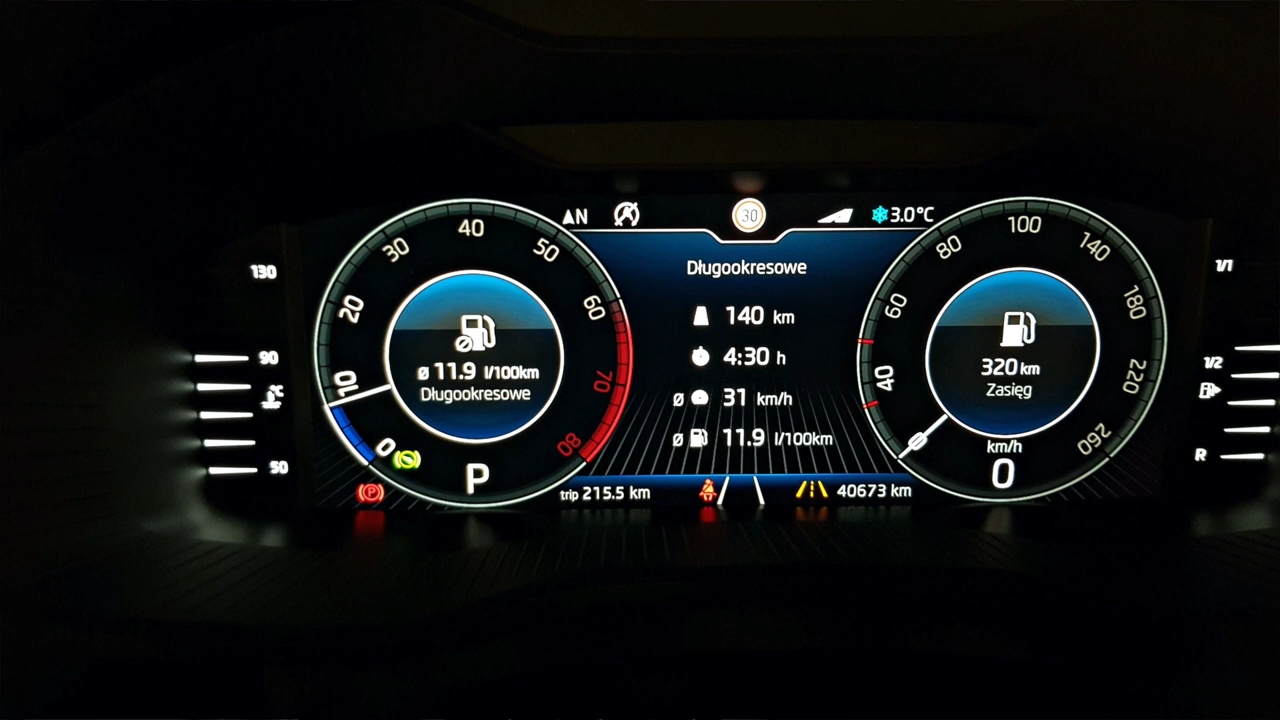 N 30 3.0°C
130
90
°C
50
0 10 20 30 40 50 60 70 80
ø 11.9 l/100km
Długookresowe
P
(P)
Długookresowe
140 km
4:30 h
ø 31 km/h
ø 11.9 l/100km
trip 215.5 km
40673 km
0 40 60 80 100 140 180 220 260
320 km
Zasięg
km/h
0
1/1
1/2
R